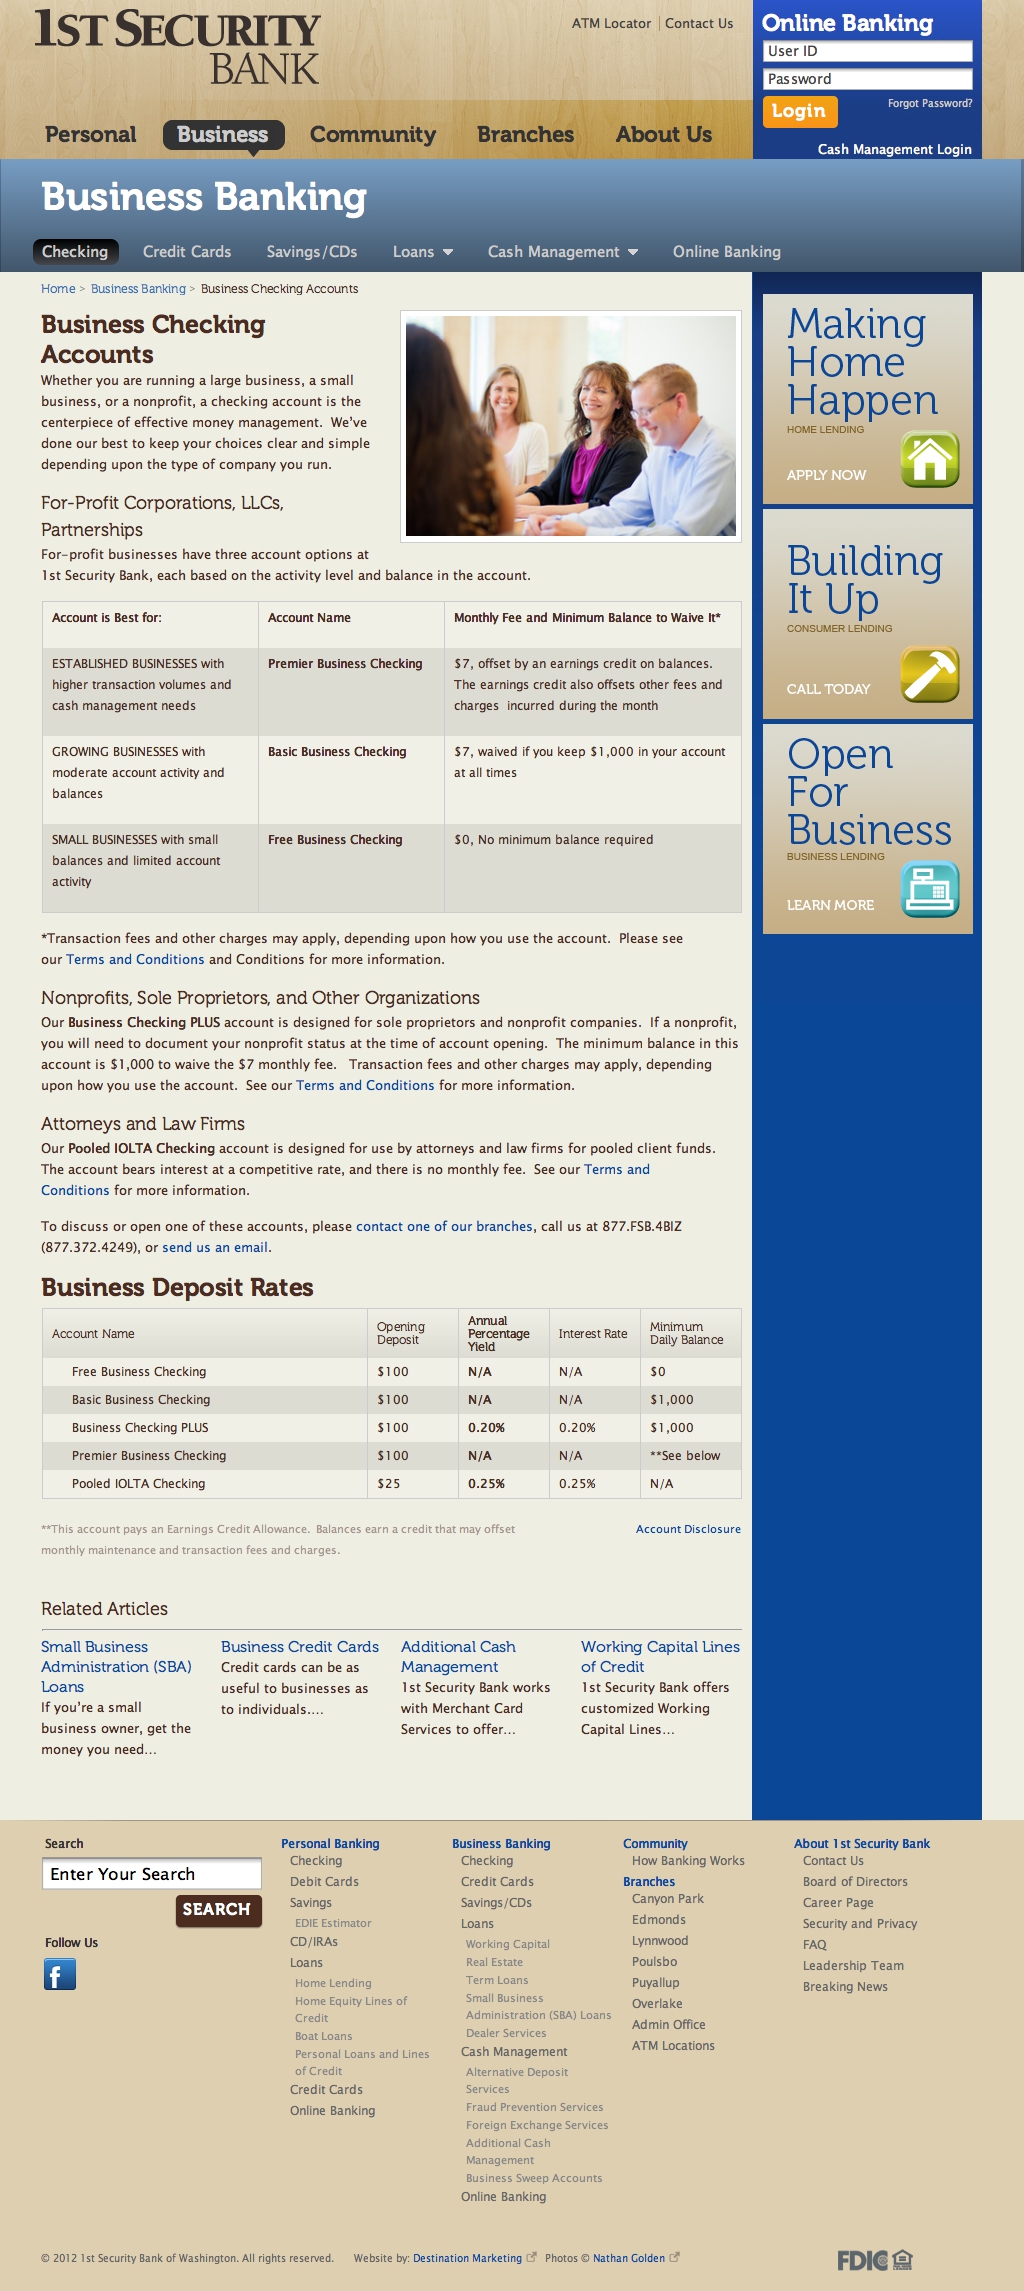 1ST SECURITY
BANK
ATM Locator | Contact Us
Online Banking
User ID
Password
Login
Forgot Password?
Cash Management Login
Personal
Business
Community
Branches
About Us
Business Banking
Checking
Credit Cards
Savings/CDs
Loans
Cash Management
Online Banking
Home > Business Banking > Business Checking Accounts
Business Checking
Accounts
Whether you are running a large business, a small
business, or a nonprofit, a checking account is the
centerpiece of effective money management. We've
done our best to keep your choices clear and simple
depending upon the type of company you run.
For-Profit Corporations, LLCs,
Partnerships
For-profit businesses have three account options at
1st Security Bank, each based on the activity level and balance in the account.
Account is Best for:
Account Name
Monthly Fee and Minimum Balance to Waive It*
ESTABLISHED BUSINESSES with
higher transaction volumes and
cash management needs
Premier Business Checking
$7, offset by an earnings credit on balances.
The earnings credit also offsets other fees and
charges incurred during the month
GROWING BUSINESSES with
moderate account activity and
balances
Basic Business Checking
$7, waived if you keep $1,000 in your account
at all times
SMALL BUSINESSES with small
balances and limited account
activity
Free Business Checking
$0, No minimum balance required
*Transaction fees and other charges may apply, depending upon how you use the account. Please see
our Terms and Conditions and Conditions for more information.
Nonprofits, Sole Proprietors, and Other Organizations
Our Business Checking PLUS account is designed for sole proprietors and nonprofit companies. If a nonprofit,
you will need to document your nonprofit status at the time of account opening. The minimum balance in this
account is $1,000 to waive the $7 monthly fee. Transaction fees and other charges may apply, depending
upon how you use the account. See our Terms and Conditions for more information.
Attorneys and Law Firms
Our Pooled IOLTA Checking account is designed for use by attorneys and law firms for pooled client funds.
The account bears interest at a competitive rate, and there is no monthly fee. See our Terms and
Conditions for more information.
To discuss or open one of these accounts, please contact one of our branches, call us at 877.FSB.4BIZ
(877.372.4249), or send us an email.
Business Deposit Rates
Account Name
Opening
Deposit
Annual
Percentage
Yield
Interest Rate
Minimum
Daily Balance
Free Business Checking $100 N/A N/A $0
Basic Business Checking $100 N/A N/A $1,000
Business Checking PLUS $100 0.20% 0.20% $1,000
Premier Business Checking $100 N/A N/A **See below
Pooled IOLTA Checking $25 0.25% 0.25% N/A
**This account pays an Earnings Credit Allowance. Balances earn a credit that may offset
monthly maintenance and transaction fees and charges.
Account Disclosure
Related Articles
Small Business
Administration (SBA)
Loans
If you're a small
business owner, get the
money you need...
Business Credit Cards
Credit cards can be as
useful to businesses as
to individuals....
Additional Cash
Management
1st Security Bank works
with Merchant Card
Services to offer...
Working Capital Lines
of Credit
1st Security Bank offers
customized Working
Capital Lines...
Making
Home
Happen
HOME LENDING
APPLY NOW
Building
It Up
CONSUMER LENDING
CALL TODAY
Open
For
Business
BUSINESS LENDING
LEARN MORE
Search
Enter Your Search
SEARCH
Follow Us
f
Personal Banking
Checking
Debit Cards
Savings
EDIE Estimator
CD/IRAs
Loans
Home Lending
Home Equity Lines of
Credit
Boat Loans
Personal Loans and Lines
of Credit
Credit Cards
Online Banking
Business Banking
Checking
Credit Cards
Savings/CDs
Loans
Working Capital
Real Estate
Term Loans
Small Business
Administration (SBA) Loans
Dealer Services
Cash Management
Alternative Deposit
Services
Fraud Prevention Services
Foreign Exchange Services
Additional Cash
Management
Business Sweep Accounts
Online Banking
Community
How Banking Works
Branches
Canyon Park
Edmonds
Lynnwood
Poulsbo
Puyallup
Overlake
Admin Office
ATM Locations
About 1st Security Bank
Contact Us
Board of Directors
Career Page
Security and Privacy
FAQ
Leadership Team
Breaking News
© 2012 1st Security Bank of Washington. All rights reserved.
Website by: Destination Marketing
Photos © Nathan Golden
FDIC